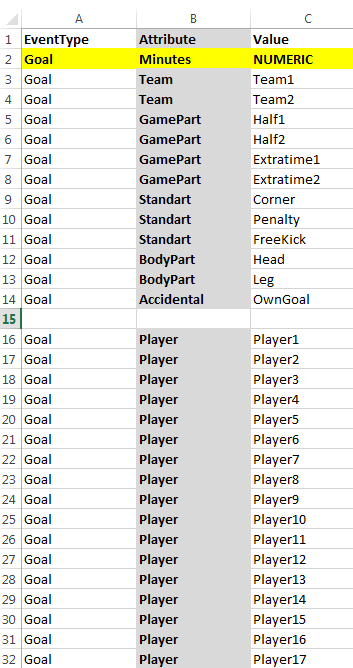 A B C
1 EventType Attribute Value
2 Goal Minutes NUMERIC
3 Goal Team Team1
4 Goal Team Team2
5 Goal GamePart Half1
6 Goal GamePart Half2
7 Goal GamePart Extratime1
8 Goal GamePart Extratime2
9 Goal Standart Corner
10 Goal Standart Penalty
11 Goal Standart FreeKick
12 Goal BodyPart Head
13 Goal BodyPart Leg
14 Goal Accidental OwnGoal
15
16 Goal Player Player1
17 Goal Player Player2
18 Goal Player Player3
19 Goal Player Player4
20 Goal Player Player5
21 Goal Player Player6
22 Goal Player Player7
23 Goal Player Player8
24 Goal Player Player9
25 Goal Player Player10
26 Goal Player Player11
27 Goal Player Player12
28 Goal Player Player13
29 Goal Player Player14
30 Goal Player Player15
31 Goal Player Player16
32 Goal Player Player17